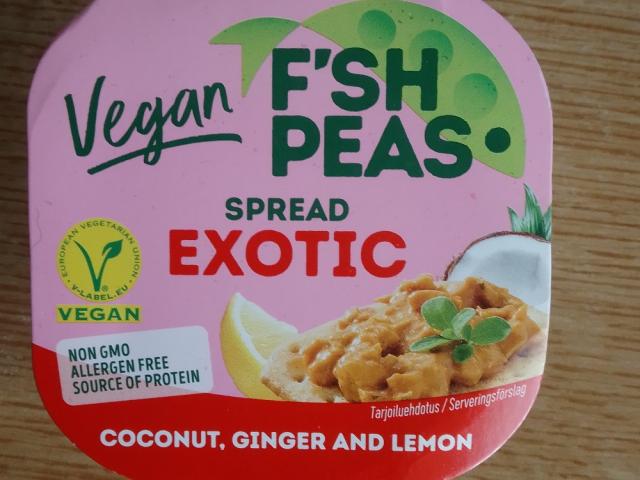 Vegan
F'SH
PEAS
SPREAD
EXOTIC
EUROPEAN VEGETARIAN UNION
V-LABEL.EU
VEGAN
NON GMO
ALLERGEN FREE
SOURCE OF PROTEIN
Tarjoiluehdotus / Serveringsförslag
COCONUT, GINGER AND LEMON